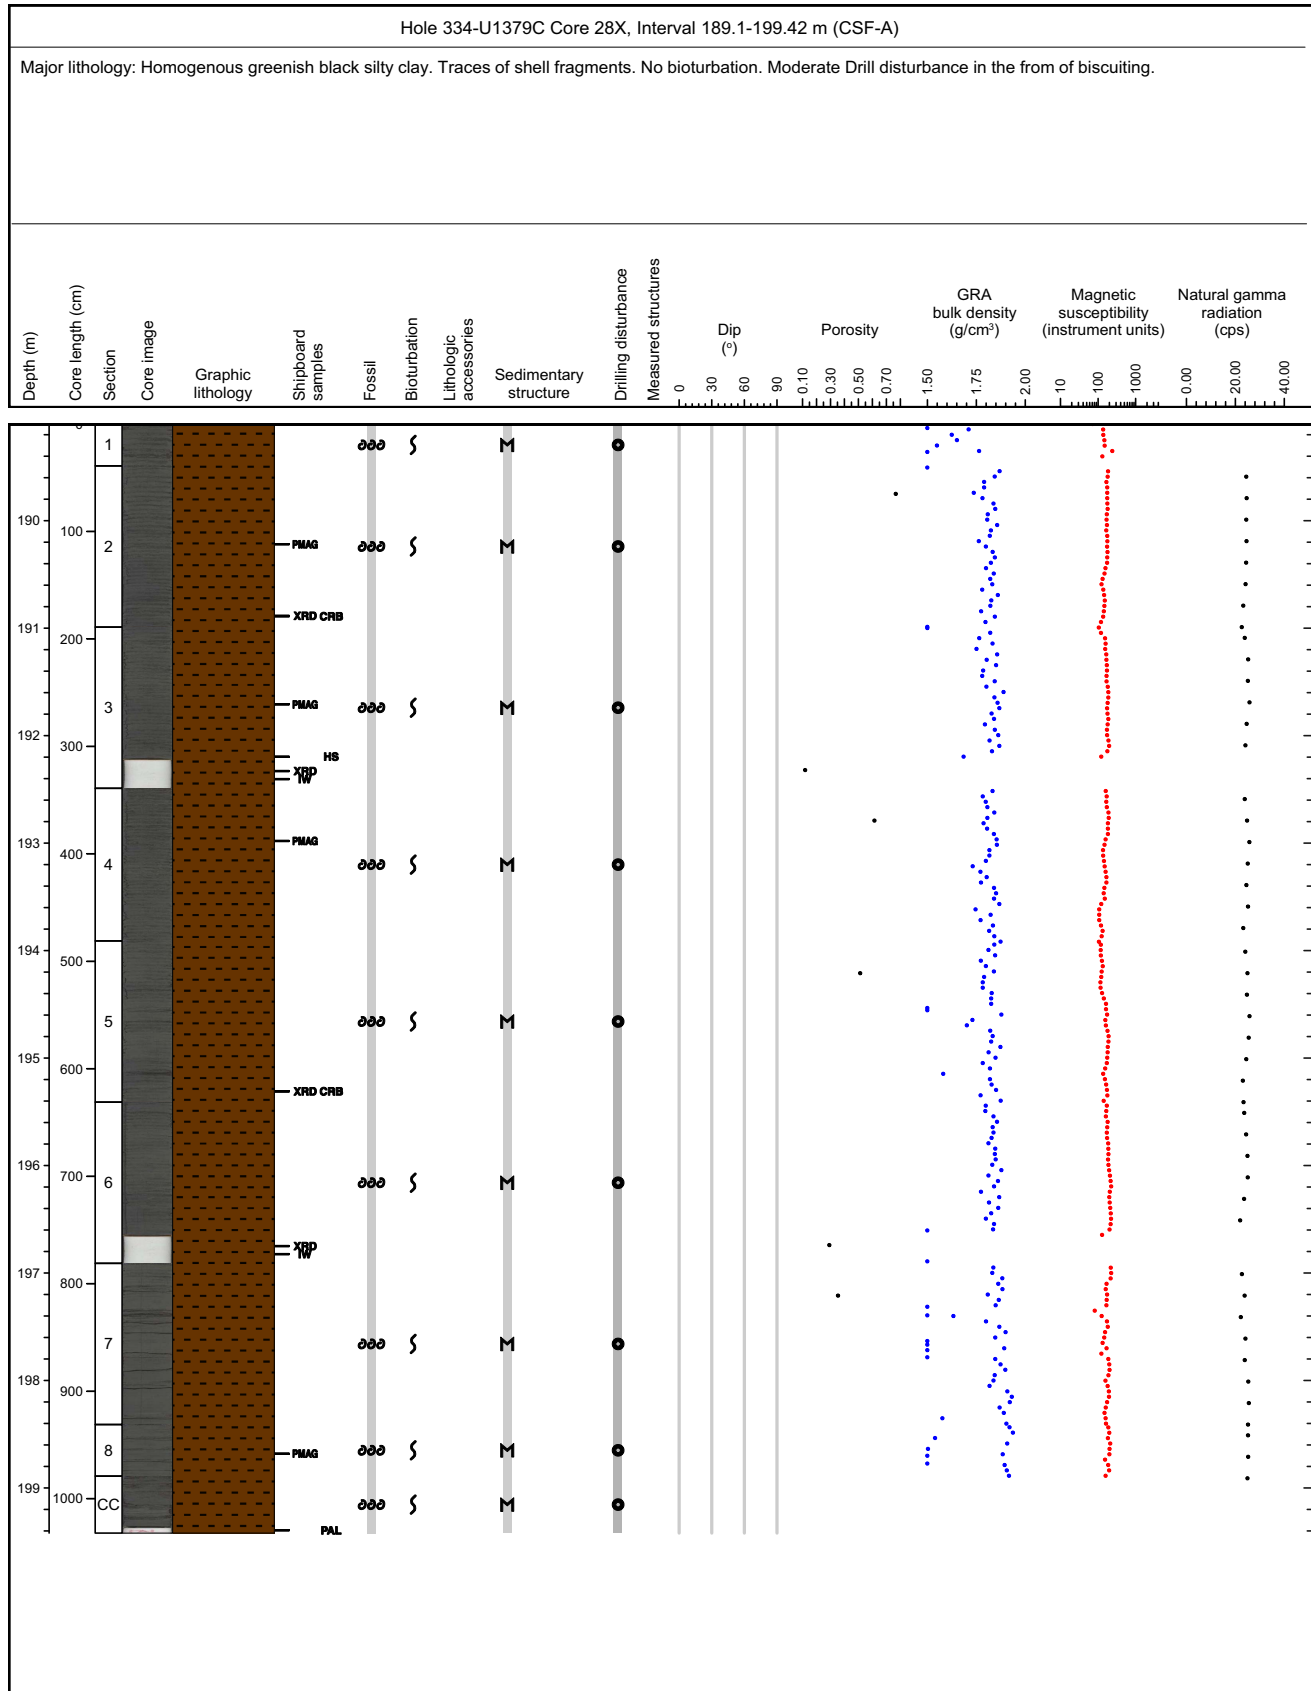 Hole 334-U1379C Core 28X, Interval 189.1-199.42 m (CSF-A)
Major lithology: Homogenous greenish black silty clay. Traces of shell fragments. No bioturbation. Moderate Drill disturbance in the from of biscuiting.
Depth (m)
Core length (cm)
Section
Core image
Graphic
lithology
Shipboard
samples
Fossil
Bioturbation
Lithologic
accessories
Sedimentary
structure
Drilling disturbance
Measured structures
Dip
(°)
Porosity
GRA
bulk density
(g/cm³)
Magnetic
susceptibility
(instrument units)
Natural gamma
radiation
(cps)
0 30 60 90
0.10 0.30 0.50 0.70
1.50 1.75 2.00
10 100 1000
0.00 20.00 40.00
0
1
190
100
2
PMAG
XRD CRB
191
200
3
PMAG
192
300
HS
XRD
IW
193
PMAG
4
400
194
500
5
195
600
XRD CRB
196
700
6
XRD
IW
197
800
7
198
900
8
PMAG
199
1000
CC
PAL